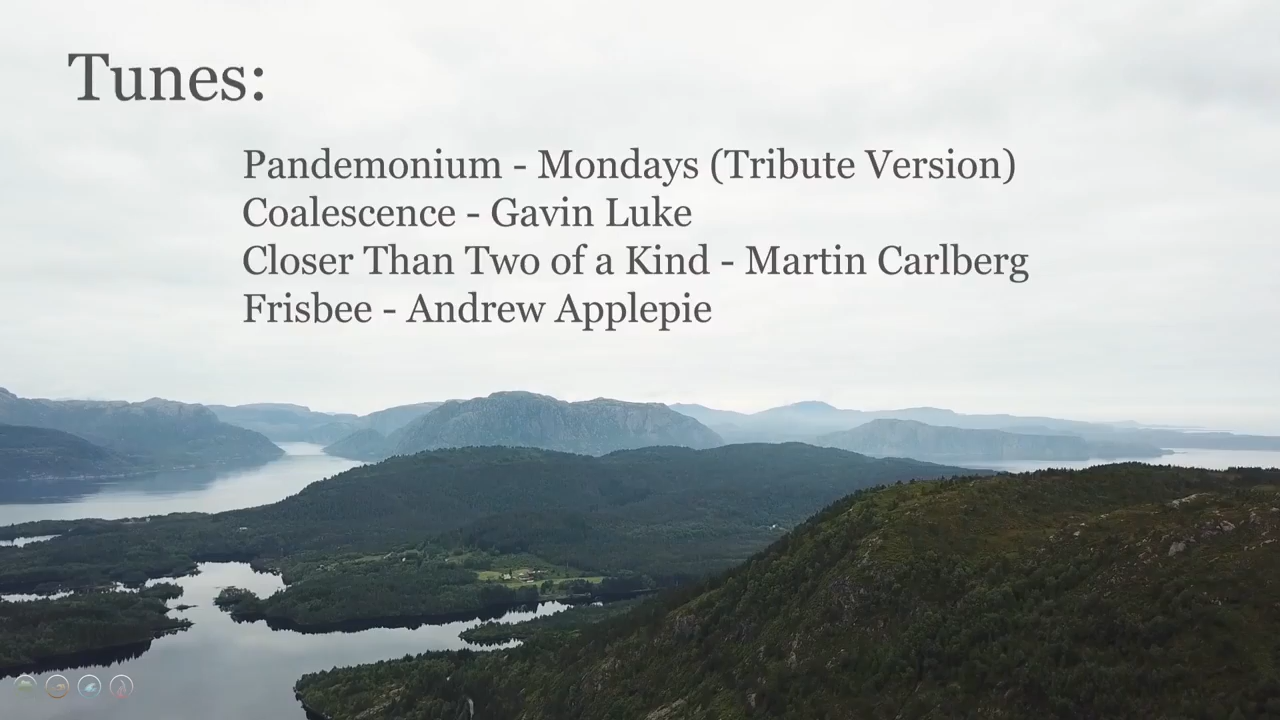 Tunes:
Pandemonium - Mondays (Tribute Version)
Coalescence - Gavin Luke
Closer Than Two of a Kind - Martin Carlberg
Frisbee - Andrew Applepie